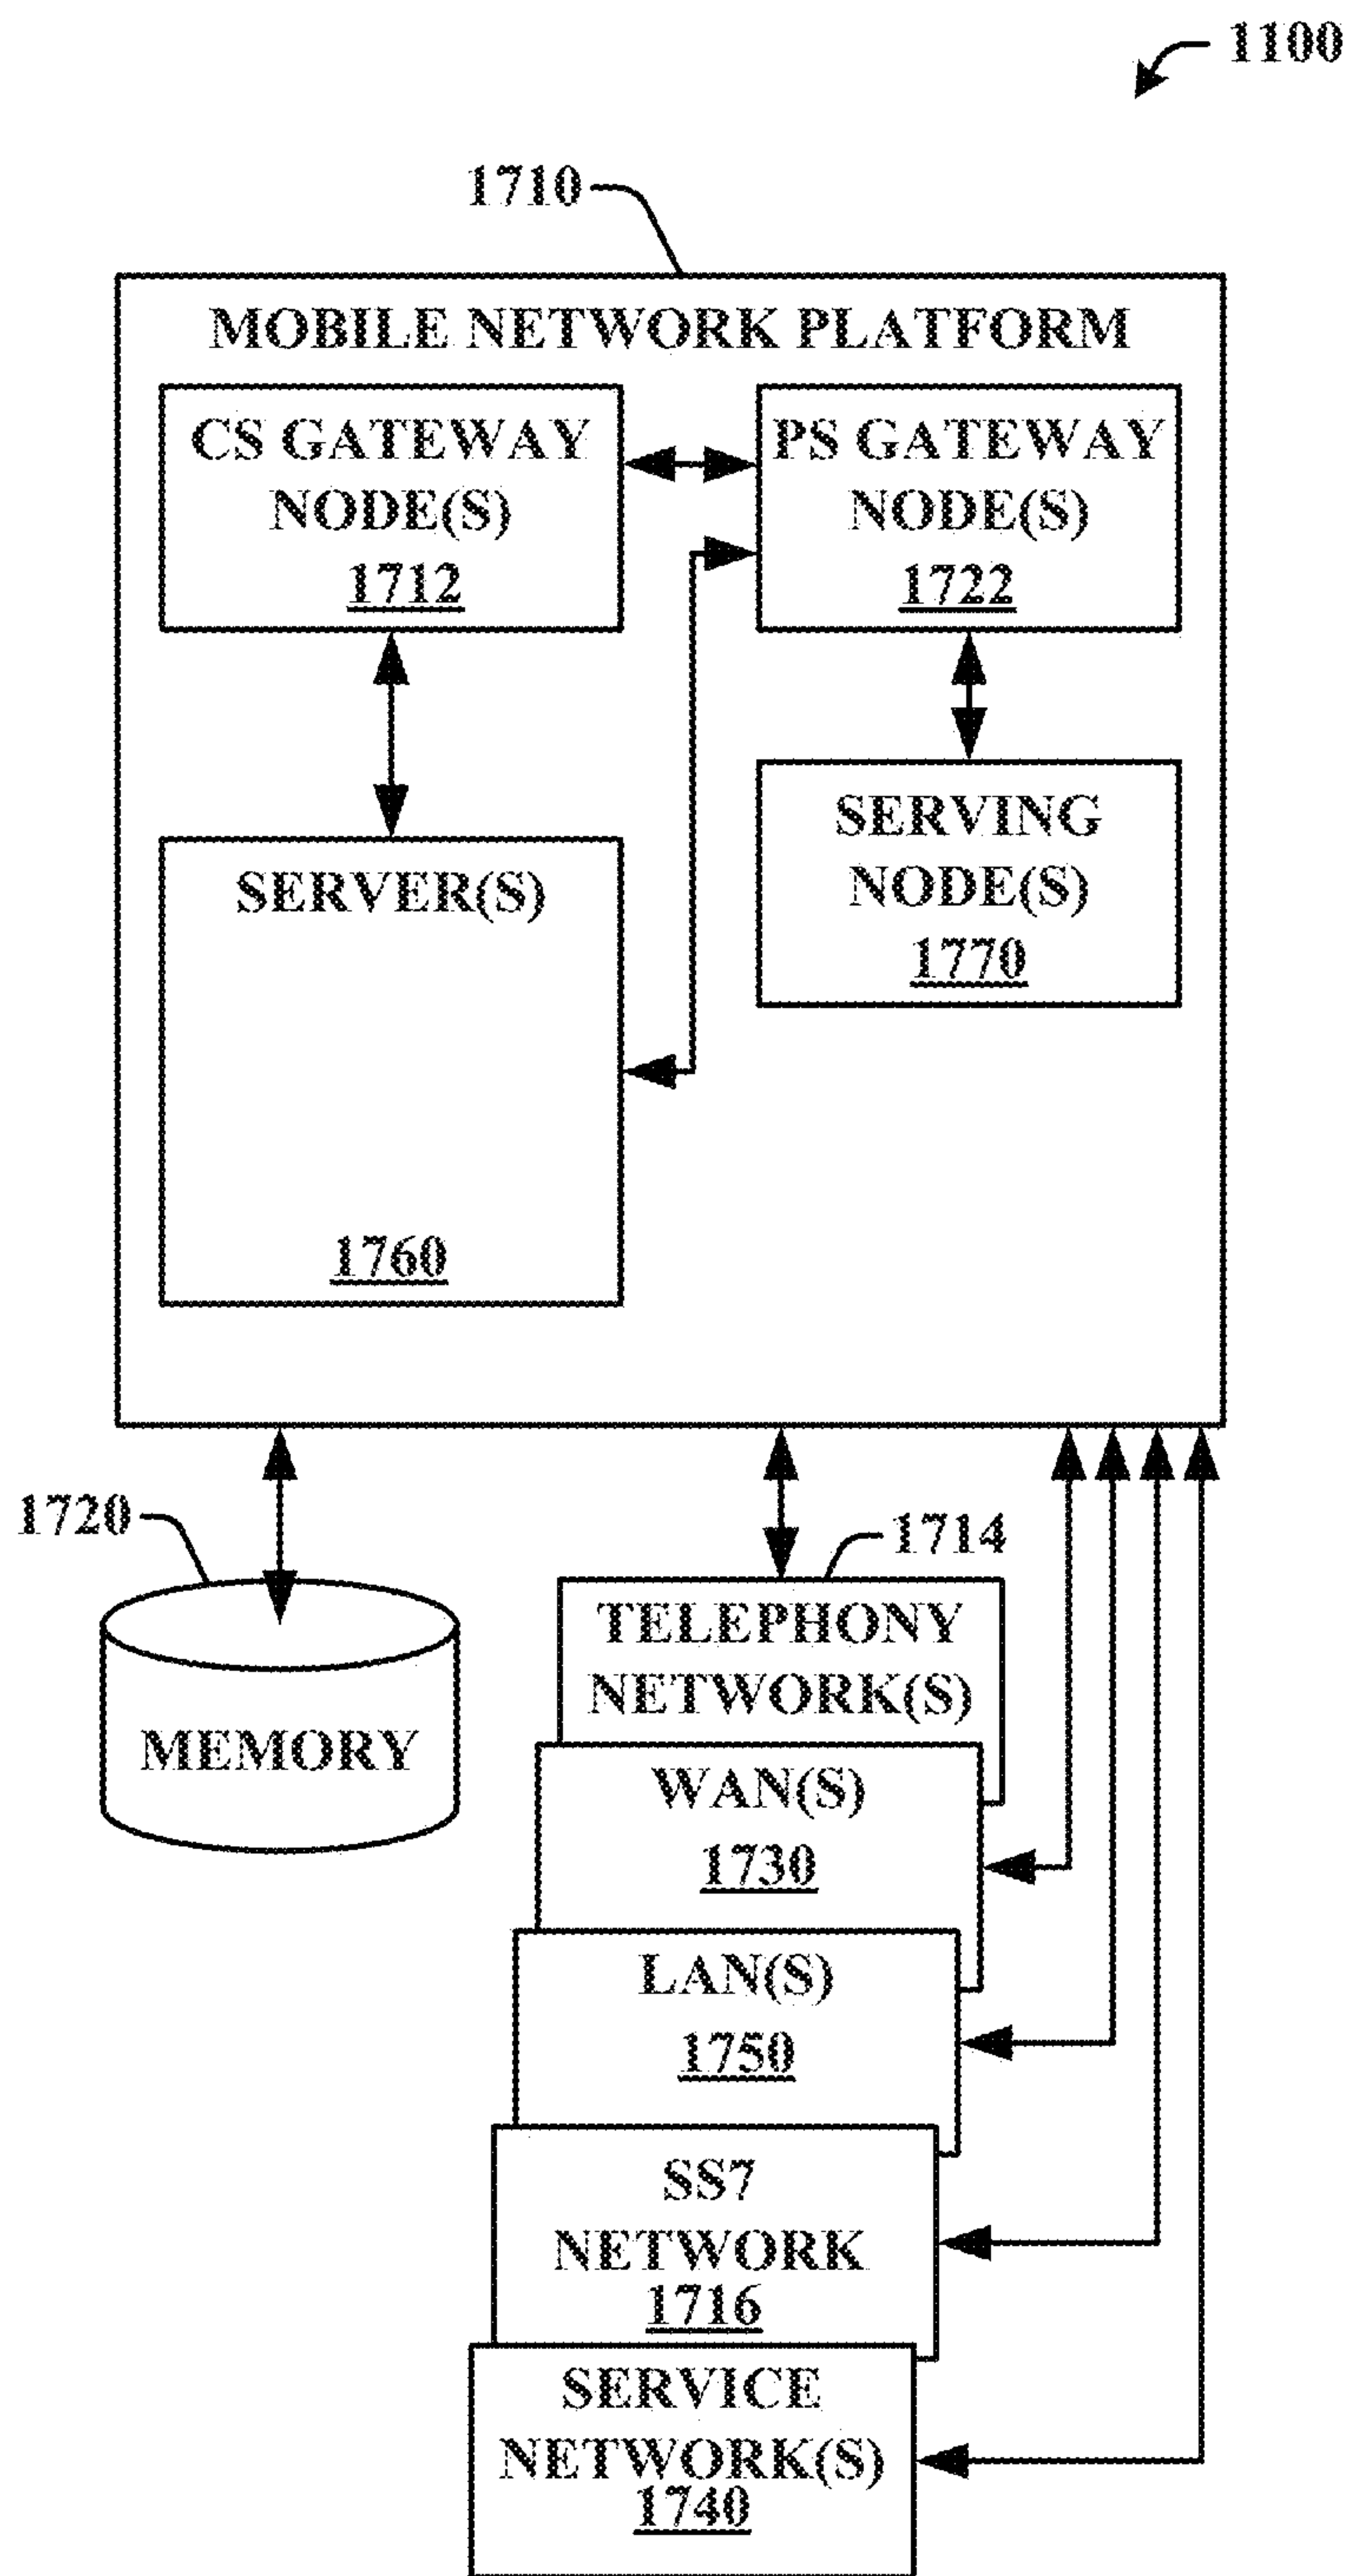 1100
1710
MOBILE NETWORK PLATFORM
CS GATEWAY
NODE(S)
1712
PS GATEWAY
NODE(S)
1722
SERVING
NODE(S)
1770
SERVER(S)
1760
1720
MEMORY
1714
TELEPHONY
NETWORK(S)
WAN(S)
1730
LAN(S)
1750
SS7
NETWORK
1716
SERVICE
NETWORK(S)
1740